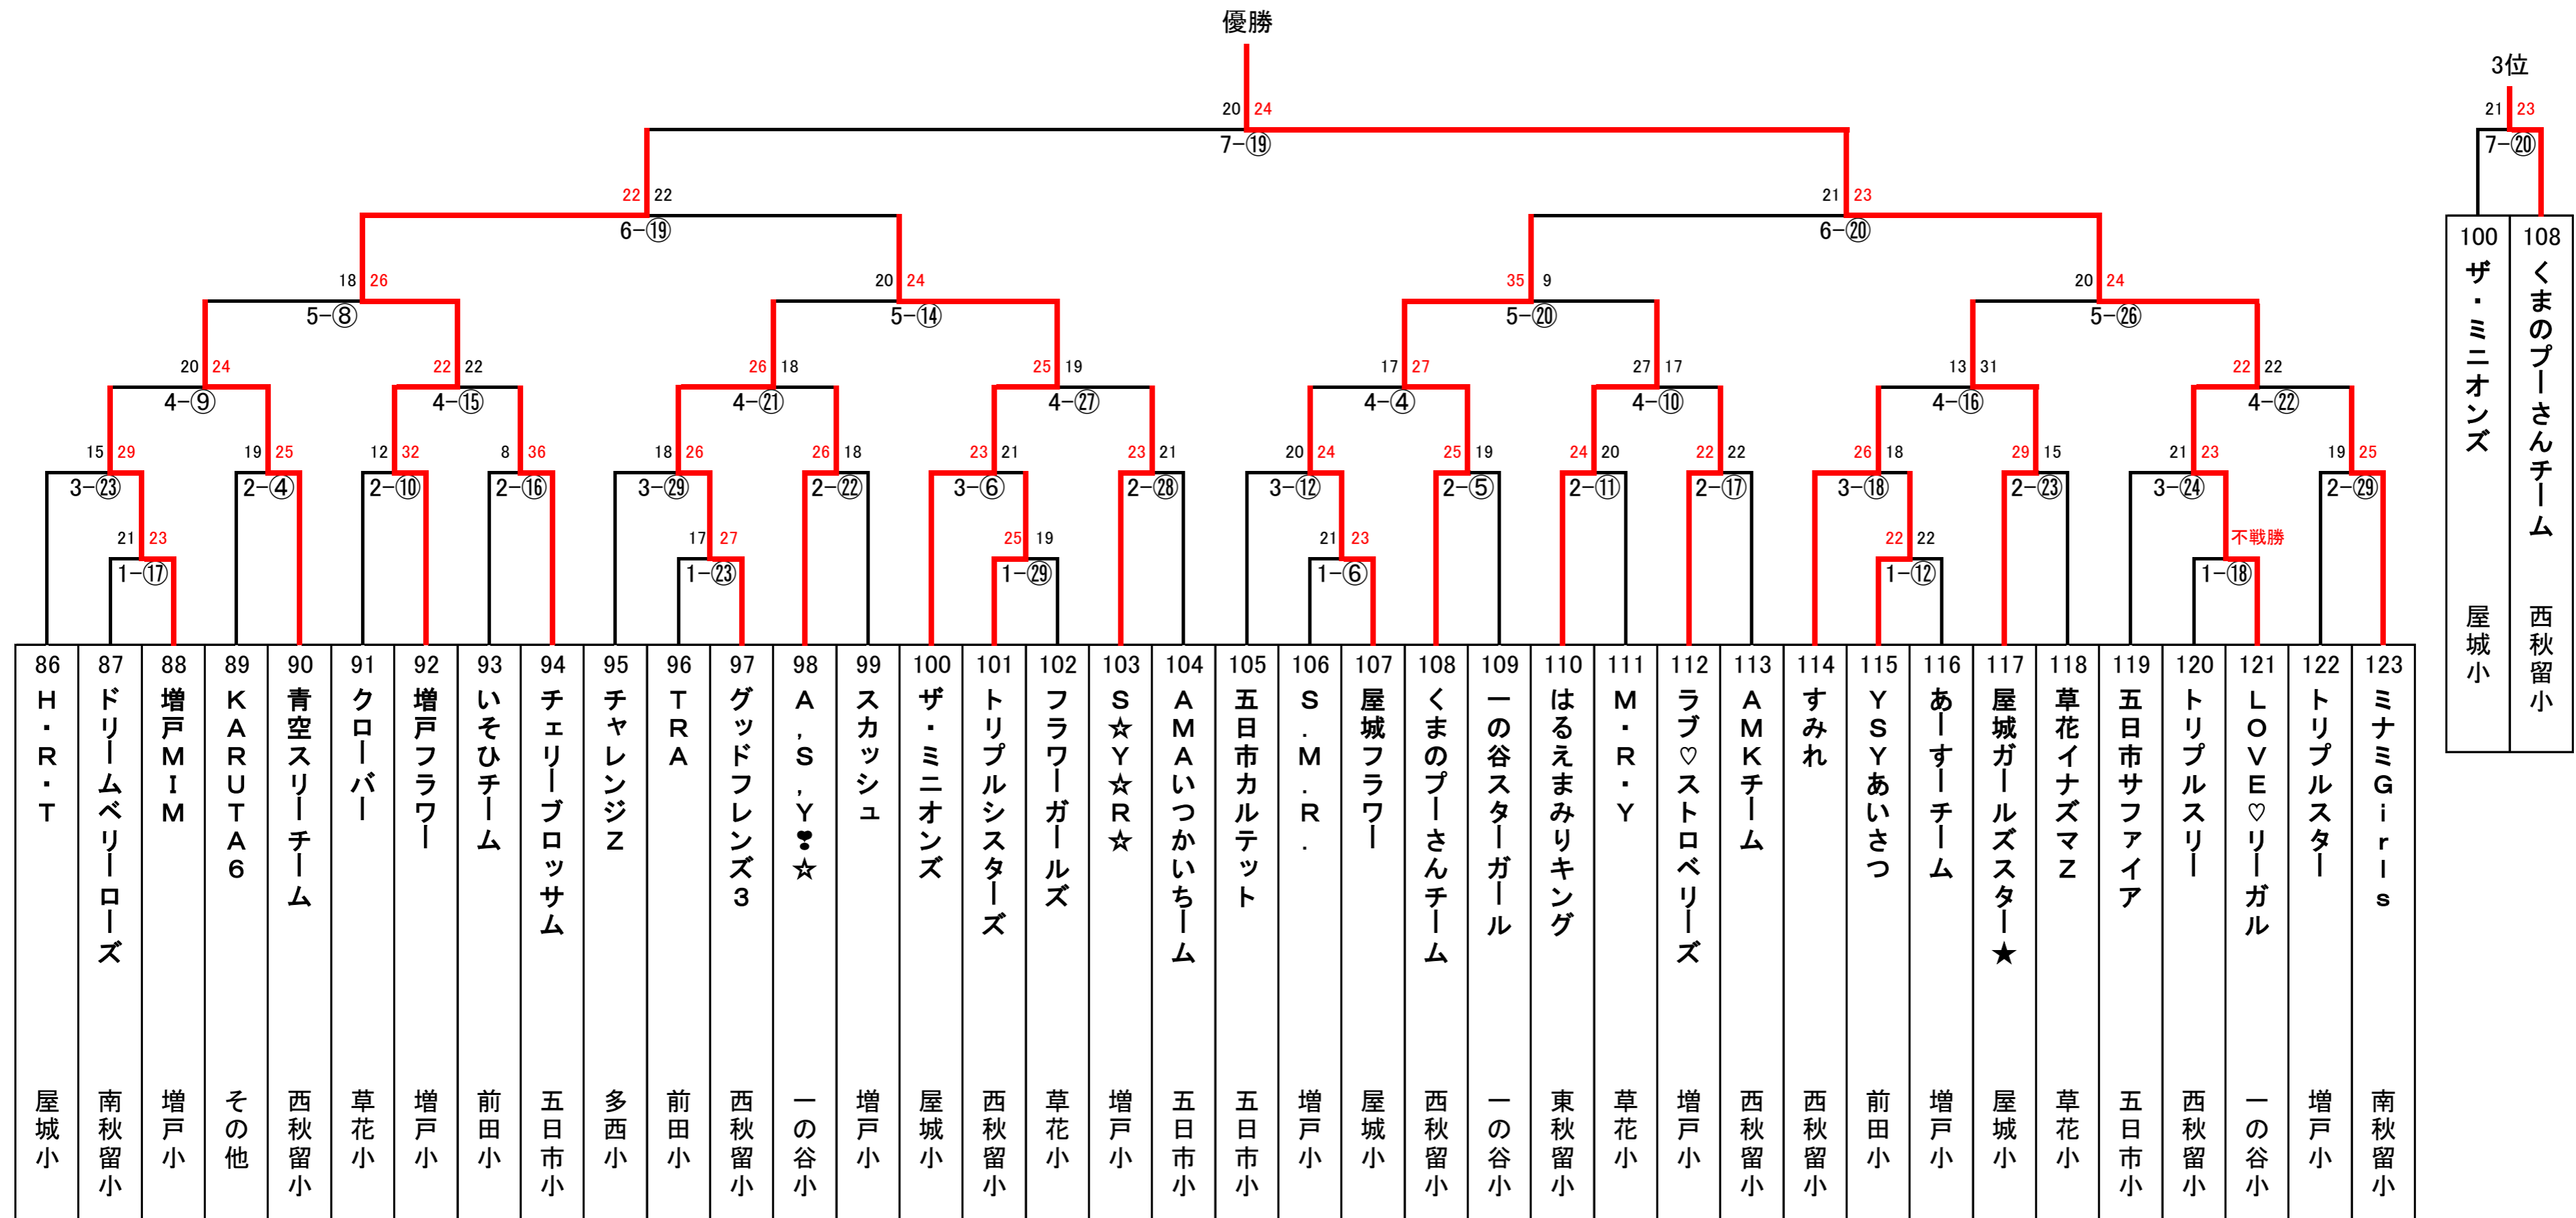 優勝
3位
20 24
7-⑲
21 23
7-⑳
22 22
6-⑲
21 23
6-⑳
18 26
5-⑧
20 24
5-⑭
35 9
5-⑳
20 24
5-㉖
20 24
4-⑨
22 22
4-⑮
26 18
4-㉑
25 19
4-㉗
17 27
4-④
27 17
4-⑩
13 31
4-⑯
22 22
4-㉒
15 29
3-㉓
19 25
2-④
12 32
2-⑩
8 36
2-⑯
18 26
3-㉙
26 18
2-㉒
23 21
3-⑥
23 21
2-㉘
20 24
3-⑫
25 19
2-⑤
24 20
2-⑪
22 22
2-⑰
26 18
3-⑱
29 15
2-㉓
21 23
3-㉔
19 25
2-㉙
21 23
1-⑰
17 27
1-㉓
25 19
1-㉙
21 23
1-⑥
22 22
1-⑫
不戦勝
1-⑱
86 H・R・T 屋城小
87 ドリームベリーローズ 南秋留小
88 増戸MIM 増戸小
89 KARUTA6 その他
90 青空スリーチーム 西秋留小
91 クローバー 草花小
92 増戸フラワー 増戸小
93 いそひチーム 前田小
94 チェリーブロッサム 五日市小
95 チャレンジZ 多西小
96 TRA 前田小
97 グッドフレンズ3 西秋留小
98 A,S,Y❣☆ 一の谷小
99 スカッシュ 増戸小
100 ザ・ミニオンズ 屋城小
101 トリプルシスターズ 西秋留小
102 フラワーガールズ 草花小
103 S☆Y☆R☆ 増戸小
104 AMAいつかいちーム 五日市小
105 五日市カルテット 五日市小
106 S.M.R. 増戸小
107 屋城フラワー 屋城小
108 くまのプーさんチーム 西秋留小
109 一の谷スターガール 一の谷小
110 はるえまみりキング 東秋留小
111 M・R・Y 草花小
112 ラブ♡ストロベリーズ 増戸小
113 AMKチーム 西秋留小
114 すみれ 西秋留小
115 YSYあいさつ 前田小
116 あーすーチーム 増戸小
117 屋城ガールズスター★ 屋城小
118 草花イナズマZ 草花小
119 五日市サファイア 五日市小
120 トリプルスリー 西秋留小
121 LOVE♡リーガル 一の谷小
122 トリプルスター 増戸小
123 ミナミGirls 南秋留小
100 ザ・ミニオンズ 屋城小
108 くまのプーさんチーム 西秋留小